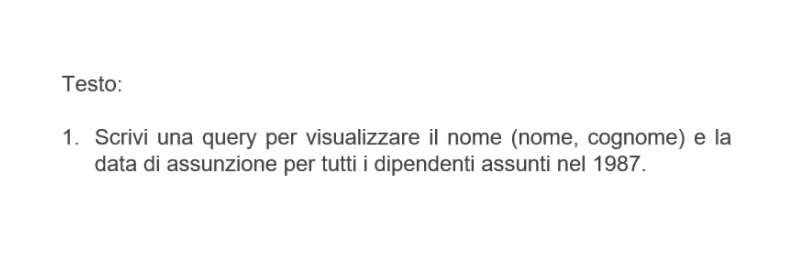 Testo:
1. Scrivi una query per visualizzare il nome (nome, cognome) e la
data di assunzione per tutti i dipendenti assunti nel 1987.